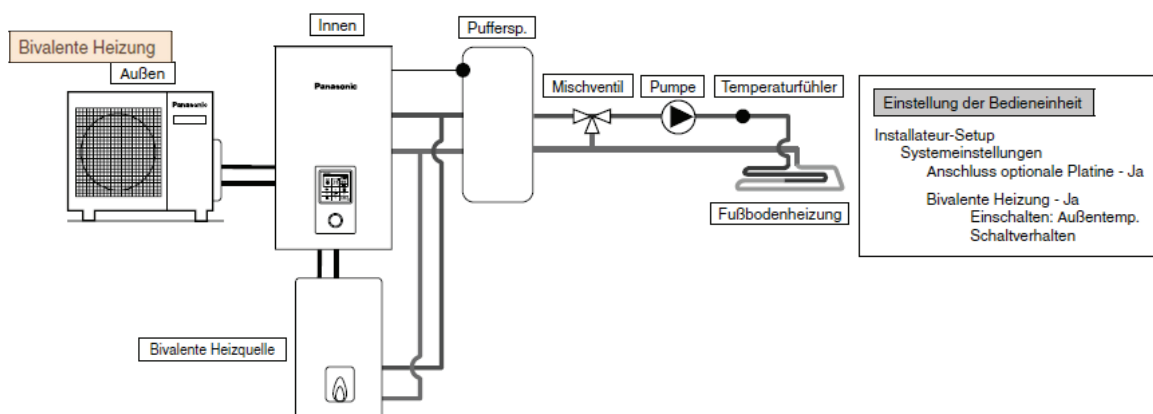 Bivalente Heizung
Außen
Panasonic
Innen
Panasonic
Puffersp.
Mischventil
Pumpe
Temperaturfühler
Fußbodenheizung
Bivalente Heizquelle
Einstellung der Bedieneinheit
Installateur-Setup
Systemeinstellungen
Anschluss optionale Platine - Ja
Bivalente Heizung - Ja
Einschalten: Außentemp.
Schaltverhalten